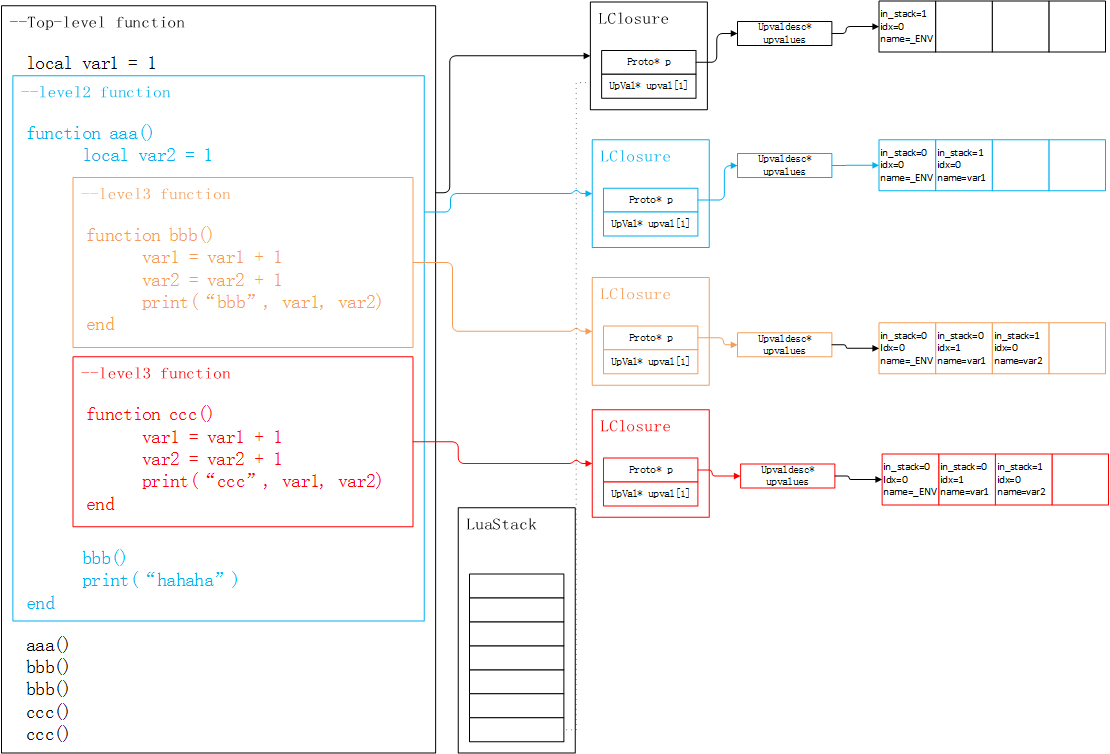 --Top-level function
local var1 = 1
--level2 function
function aaa()
local var2 = 1
--level3 function
function bbb()
var1 = var1 + 1
var2 = var2 + 1
print(“bbb”, var1, var2)
end
--level3 function
function ccc()
var1 = var1 + 1
var2 = var2 + 1
print(“ccc”, var1, var2)
end
bbb()
print(“hahaha”)
end
aaa()
bbb()
bbb()
ccc()
ccc()
LuaStack
LClosure
Proto* p
UpVal* upval[1]
Upvaldesc*
upvalues
in_stack=1
idx=0
name=_ENV
LClosure
Proto* p
UpVal* upval[1]
Upvaldesc*
upvalues
in_stack=0
idx=0
name=_ENV
in_stack=1
idx=0
name=var1
LClosure
Proto* p
UpVal* upval[1]
Upvaldesc*
upvalues
in_stack=0
Idx=0
name=_ENV
in_stack=0
idx=1
name=var1
in_stack=1
idx=0
name=var2
LClosure
Proto* p
UpVal* upval[1]
Upvaldesc*
upvalues
in_stack=0
Idx=0
name=_ENV
in_stack=0
idx=1
name=var1
in_stack=1
idx=0
name=var2